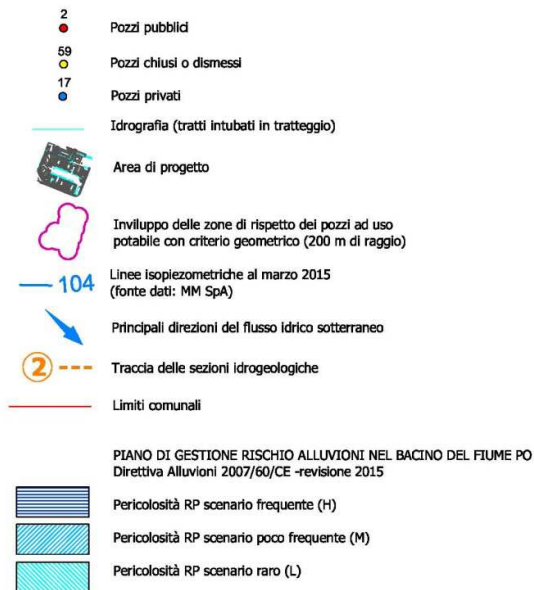 2
Pozzi pubblici
59
Pozzi chiusi o dismessi
17
Pozzi privati
Idrografia (tratti intubati in tratteggio)
Area di progetto
Inviluppo delle zone di rispetto dei pozzi ad uso
potabile con criterio geometrico (200 m di raggio)
104
Linee isopiezometriche al marzo 2015
(fonte dati: MM SpA)
Principali direzioni del flusso idrico sotterraneo
2
Traccia delle sezioni idrogeologiche
Limiti comunali
PIANO DI GESTIONE RISCHIO ALLUVIONI NEL BACINO DEL FIUME PO
Direttiva Alluvioni 2007/60/CE -revisione 2015
Pericolosità RP scenario frequente (H)
Pericolosità RP scenario poco frequente (M)
Pericolosità RP scenario raro (L)